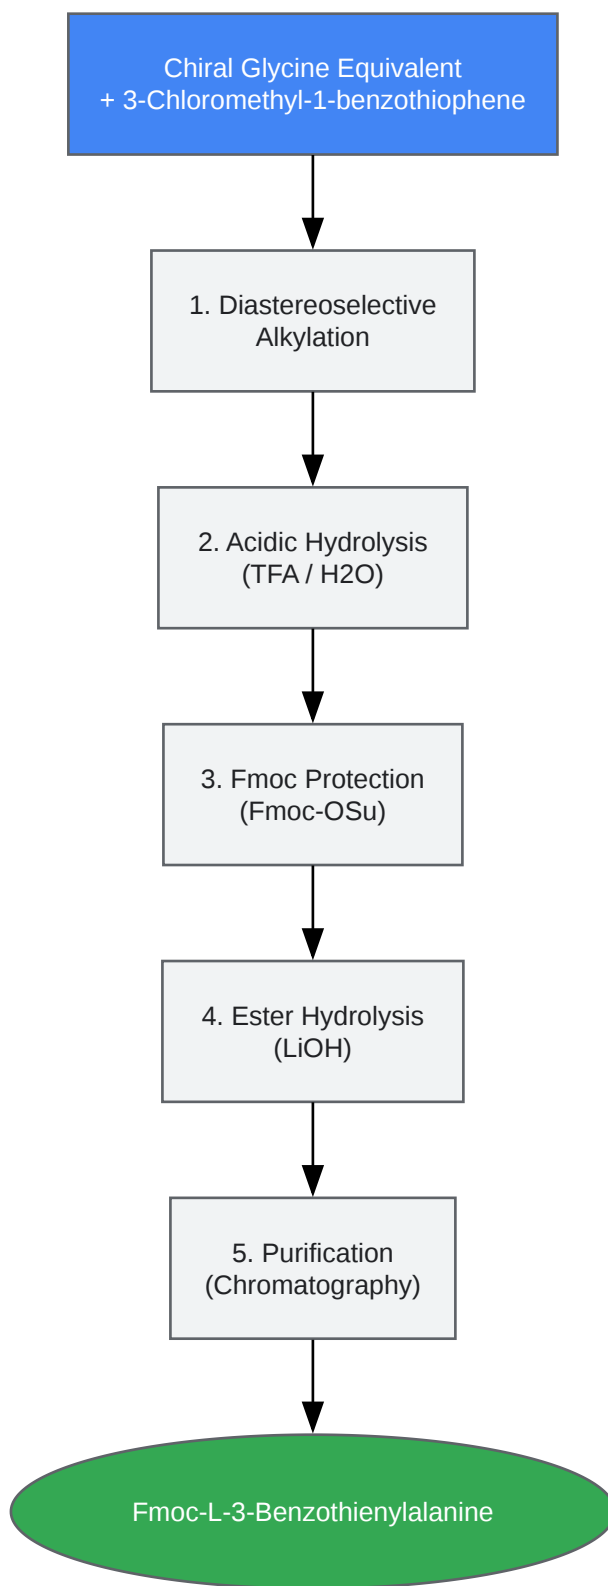 Chiral Glycine Equivalent
+ 3-Chloromethyl-1-benzothiophene
1. Diastereoselective
Alkylation
2. Acidic Hydrolysis
(TFA / H2O)
3. Fmoc Protection
(Fmoc-OSu)
4. Ester Hydrolysis
(LiOH)
5. Purification
(Chromatography)
Fmoc-L-3-Benzothienylalanine